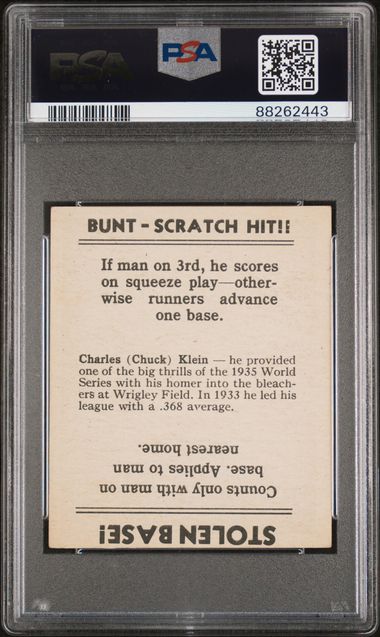 PSA
PSA
88262443
BUNT - SCRATCH HIT!!
If man on 3rd, he scores
on squeeze play—other-
wise runners advance
one base.
Charles (Chuck) Klein — he provided
one of the big thrills of the 1935 World
Series with his homer into the bleach-
ers at Wrigley Field. In 1933 he led his
league with a .368 average.
STOLEN BASE!
Counts only with man on
base. Applies to man
nearest home.